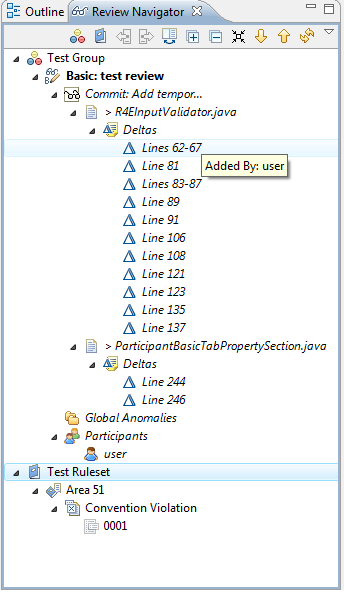 Outline Review Navigator
Test Group
Basic: test review
Commit: Add tempor...
> R4EInputValidator.java
Deltas
Lines 62-67
Added By: user
Line 81
Lines 83-87
Line 89
Line 91
Line 106
Line 108
Line 121
Line 123
Line 135
Line 137
> ParticipantBasicTabPropertySection.java
Deltas
Line 244
Line 246
Global Anomalies
Participants
user
Test Ruleset
Area 51
Convention Violation
0001